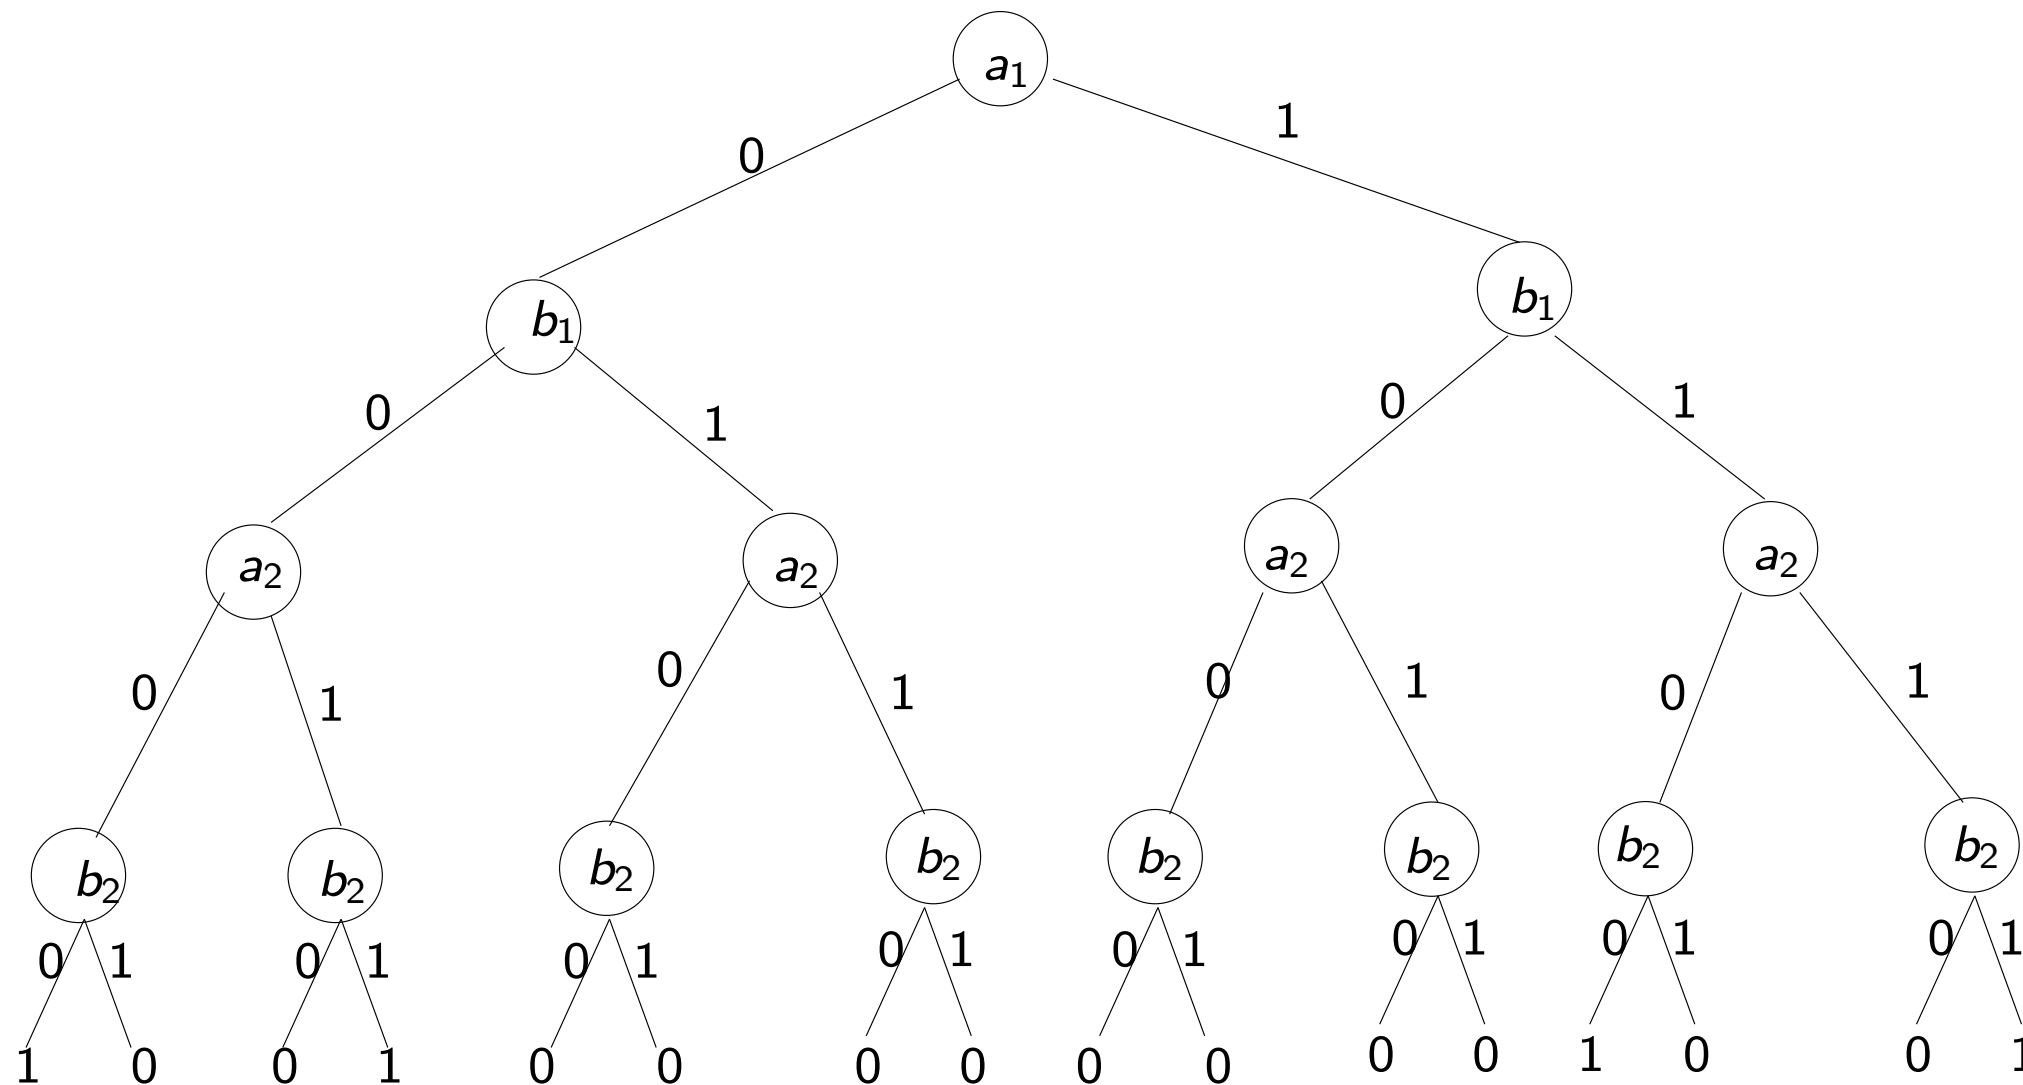 a₁
0 1
b₁ b₁
0 1 0 1
a₂ a₂ a₂ a₂
0 1 0 1 0 1 0 1
b₂ b₂ b₂ b₂ b₂ b₂ b₂ b₂
0 1 0 1 0 1 0 1 0 1 0 1 0 1 0 1
1 0 0 1 0 0 0 0 0 0 0 0 1 0 0 1